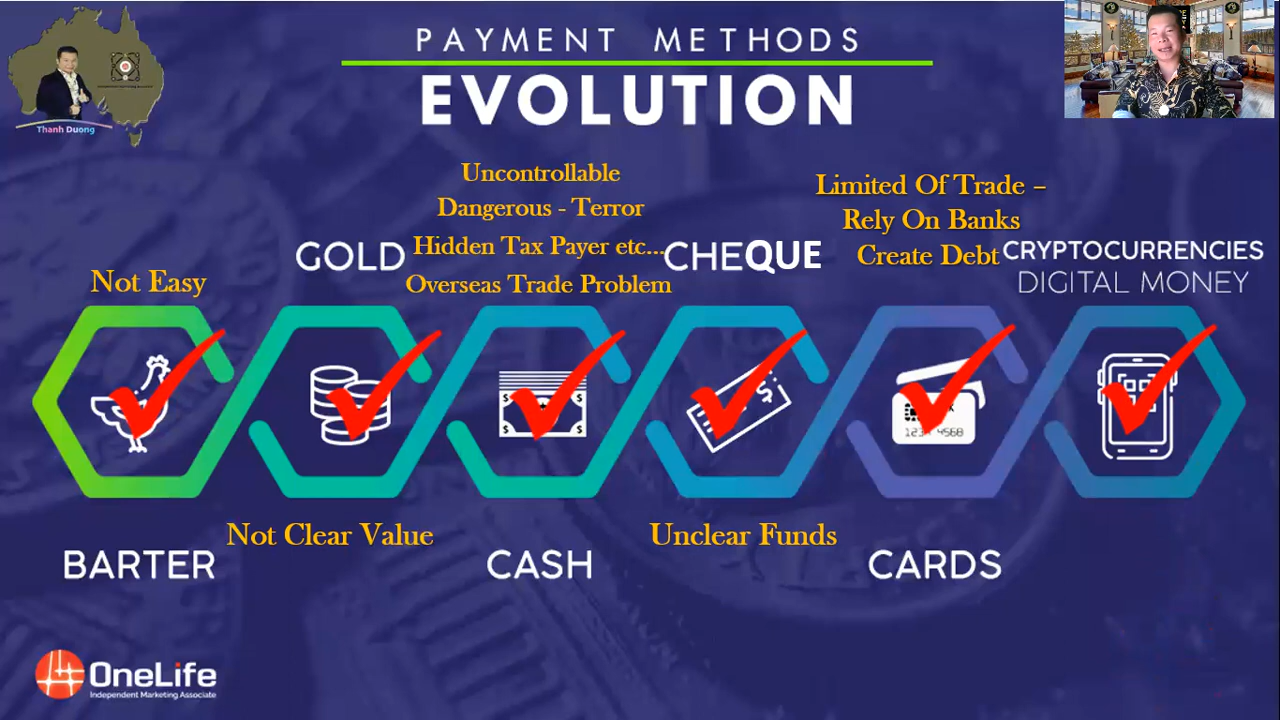 PAYMENT METHODS
EVOLUTION
Thanh Duong
Uncontrollable
Dangerous - Terror
Hidden Tax Payer etc...
Overseas Trade Problem
Limited Of Trade –
Rely On Banks
Create Debt
Not Easy
GOLD
CHEQUE
CRYPTOCURRENCIES
DIGITAL MONEY
Not Clear Value
Unclear Funds
BARTER
CASH
CARDS
OneLife
Independent Marketing Associate